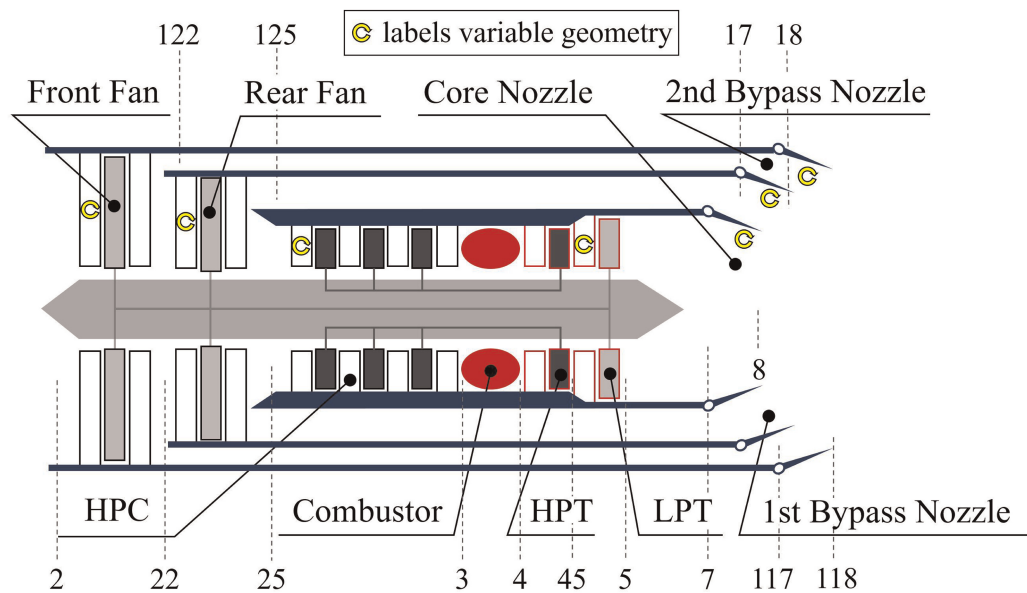 labels variable geometry
122 125 17 18
Front Fan Rear Fan Core Nozzle 2nd Bypass Nozzle
8
HPC Combustor HPT LPT 1st Bypass Nozzle
2 22 25 3 4 45 5 7 117 118